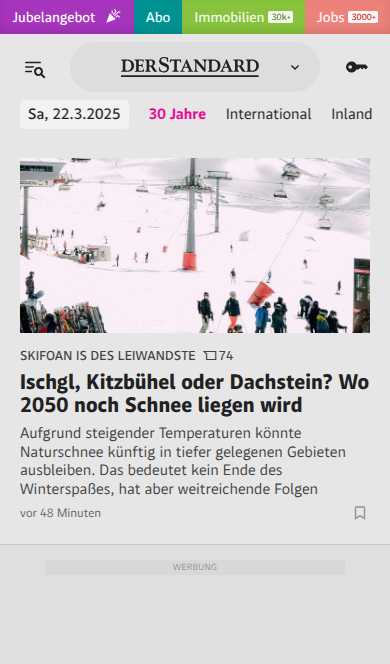 Jubelangebot
Abo
Immobilien 30k+
Jobs 3000+
DERSTANDARD
Sa, 22.3.2025
30 Jahre
International
Inland
SKIFOAN IS DES LEIWANDSTE 74
Ischgl, Kitzbühel oder Dachstein? Wo
2050 noch Schnee liegen wird
Aufgrund steigender Temperaturen könnte
Naturschnee künftig in tiefer gelegenen Gebieten
ausbleiben. Das bedeutet kein Ende des
Winterspaßes, hat aber weitreichende Folgen
vor 48 Minuten
WERBUNG